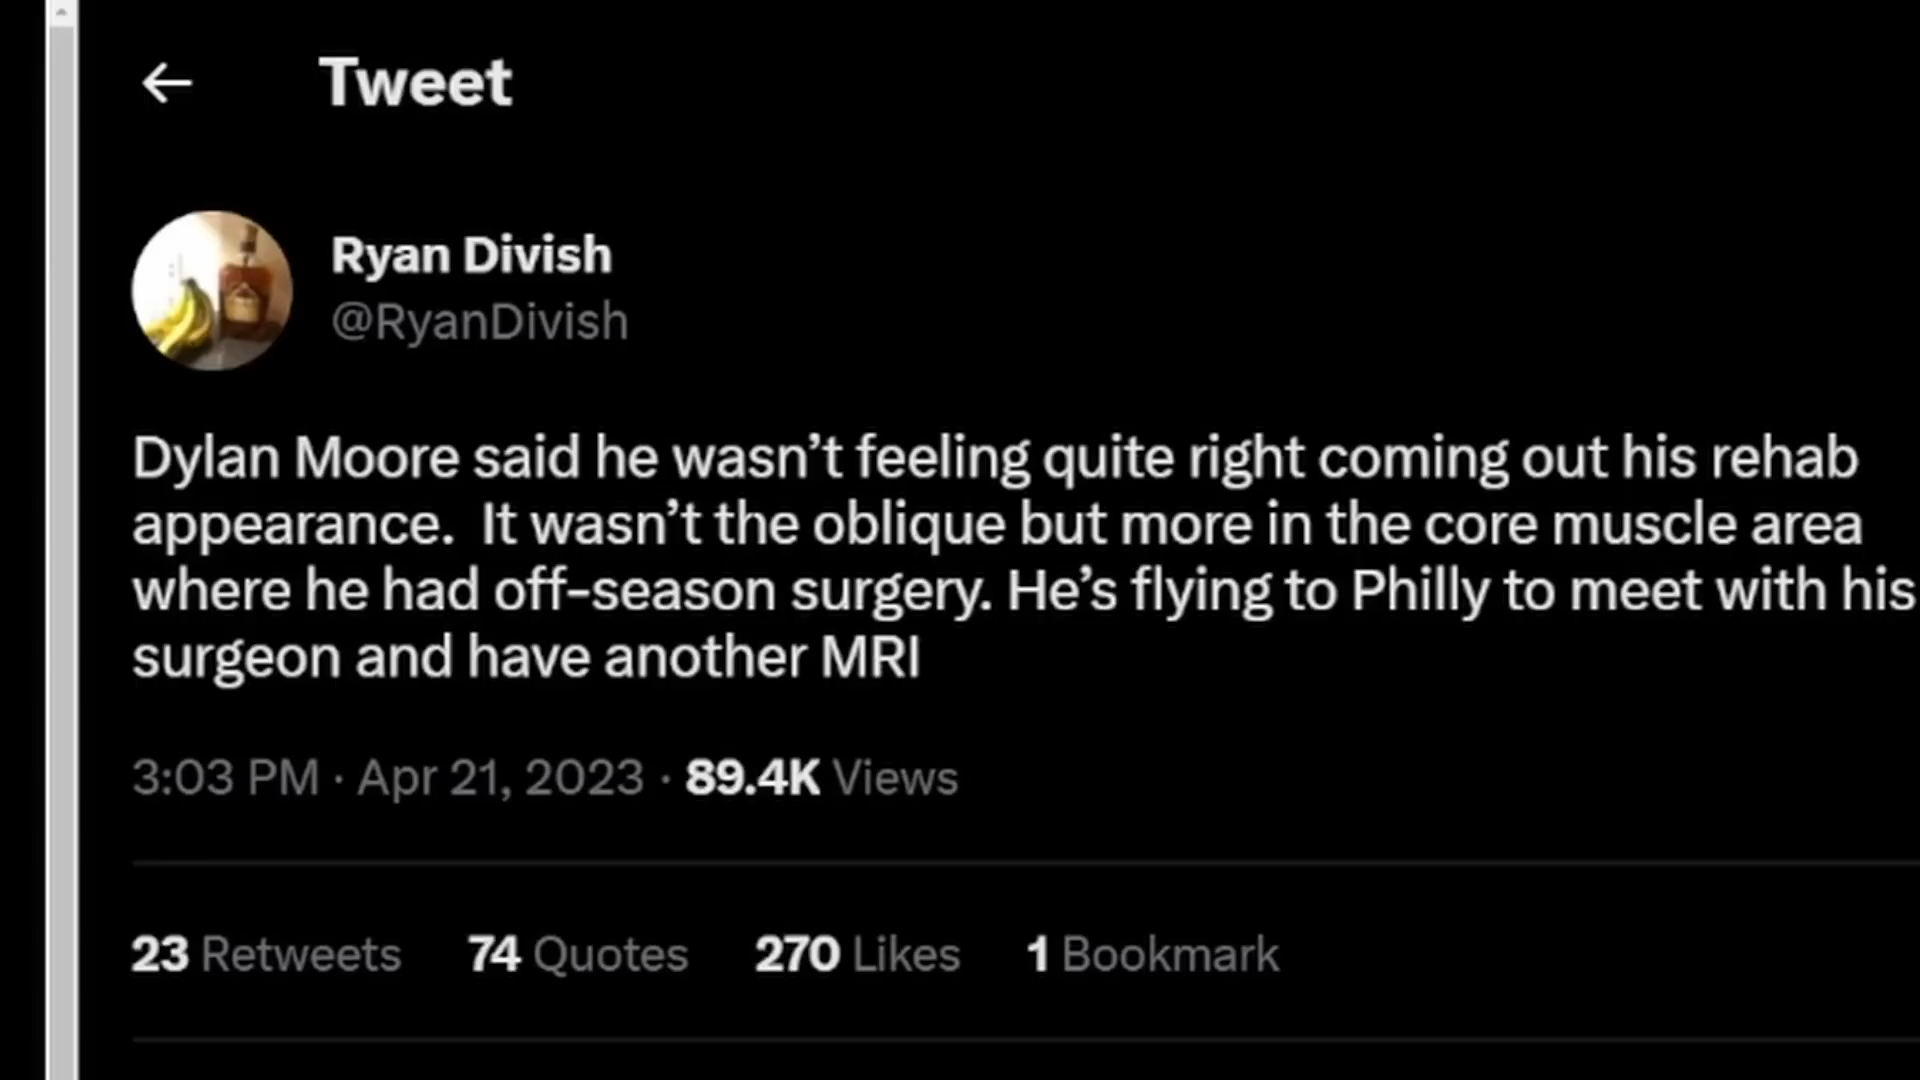 Tweet
Ryan Divish
@RyanDivish
Dylan Moore said he wasn’t feeling quite right coming out his rehab
appearance.  It wasn’t the oblique but more in the core muscle area
where he had off-season surgery. He’s flying to Philly to meet with his
surgeon and have another MRI
3:03 PM · Apr 21, 2023 · 89.4K Views
23 Retweets 74 Quotes 270 Likes 1 Bookmark